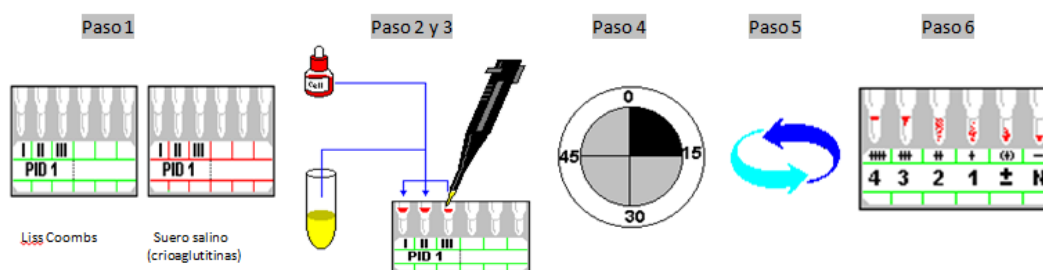 Paso 1
Paso 2 y 3
Paso 4
Paso 5
Paso 6
I II III
PID 1
Liss Coombs
I II III
PID 1
Suero salino
(crioaglutitinas)
Cell
I II III
PID 1
0
15
30
45
++++ +++ ++ + (+) —
4 3 2 1 ± N